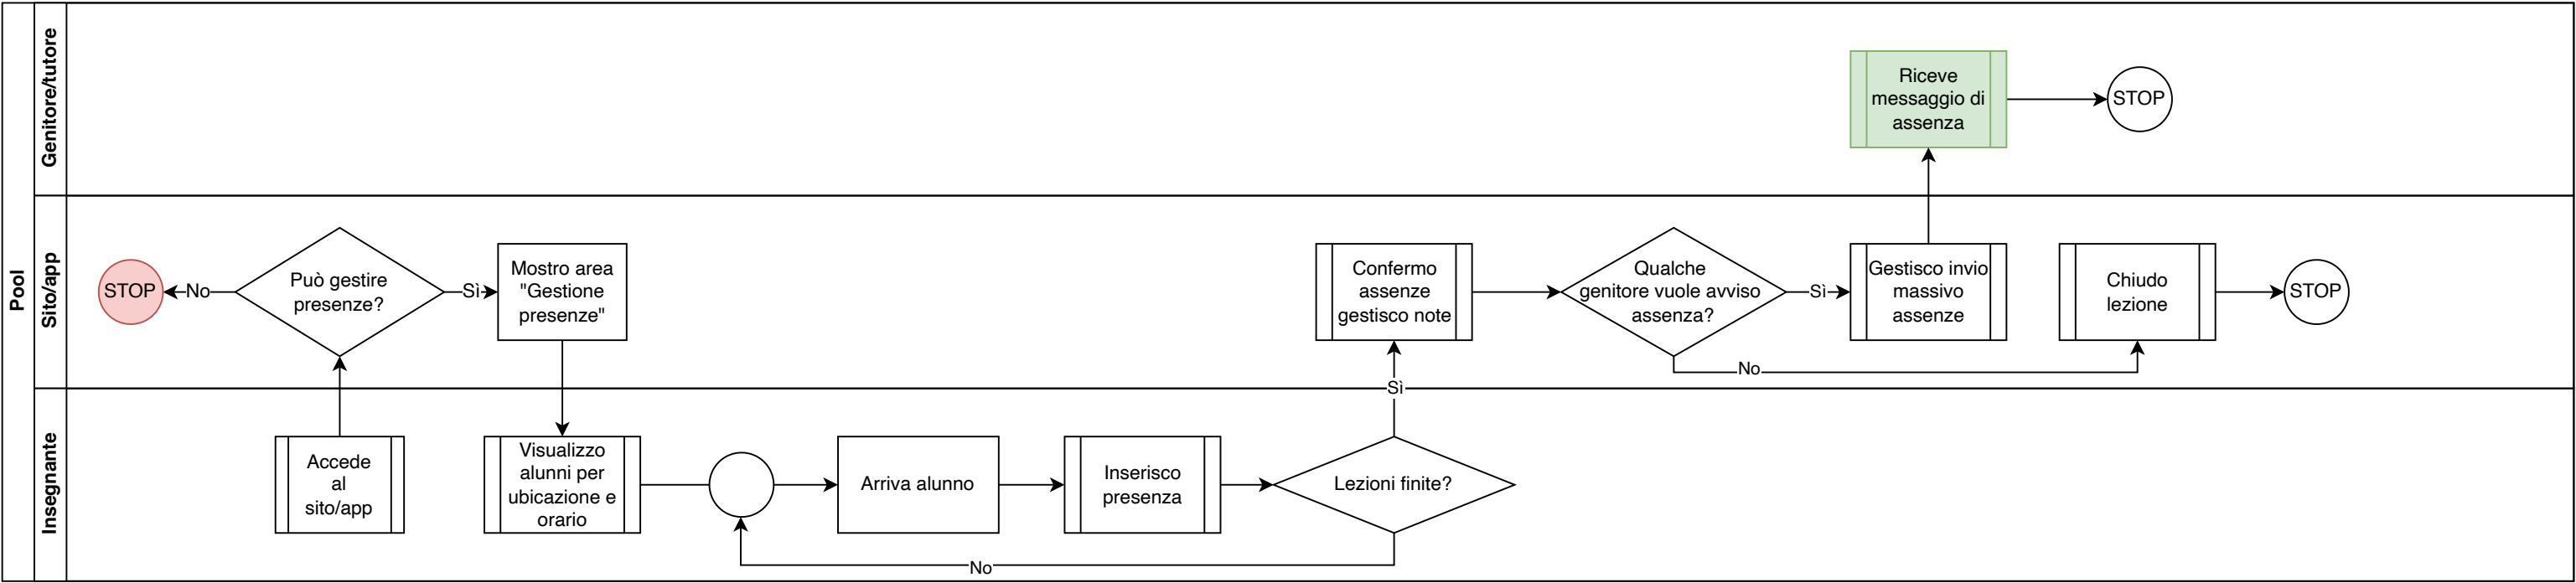 Pool
Genitore/tutore
Riceve
messaggio di
assenza
STOP
Sito/app
STOP
No
Può gestire
presenze?
Sì
Mostro area
"Gestione
presenze"
Confermo
assenze
gestisco note
Qualche
genitore vuole avviso
assenza?
Sì
Gestisco invio
massivo
assenze
Chiudo
lezione
STOP
No
Insegnante
Accede
al
sito/app
Visualizzo
alunni per
ubicazione e
orario
Arriva alunno
Inserisco
presenza
Lezioni finite?
Sì
No